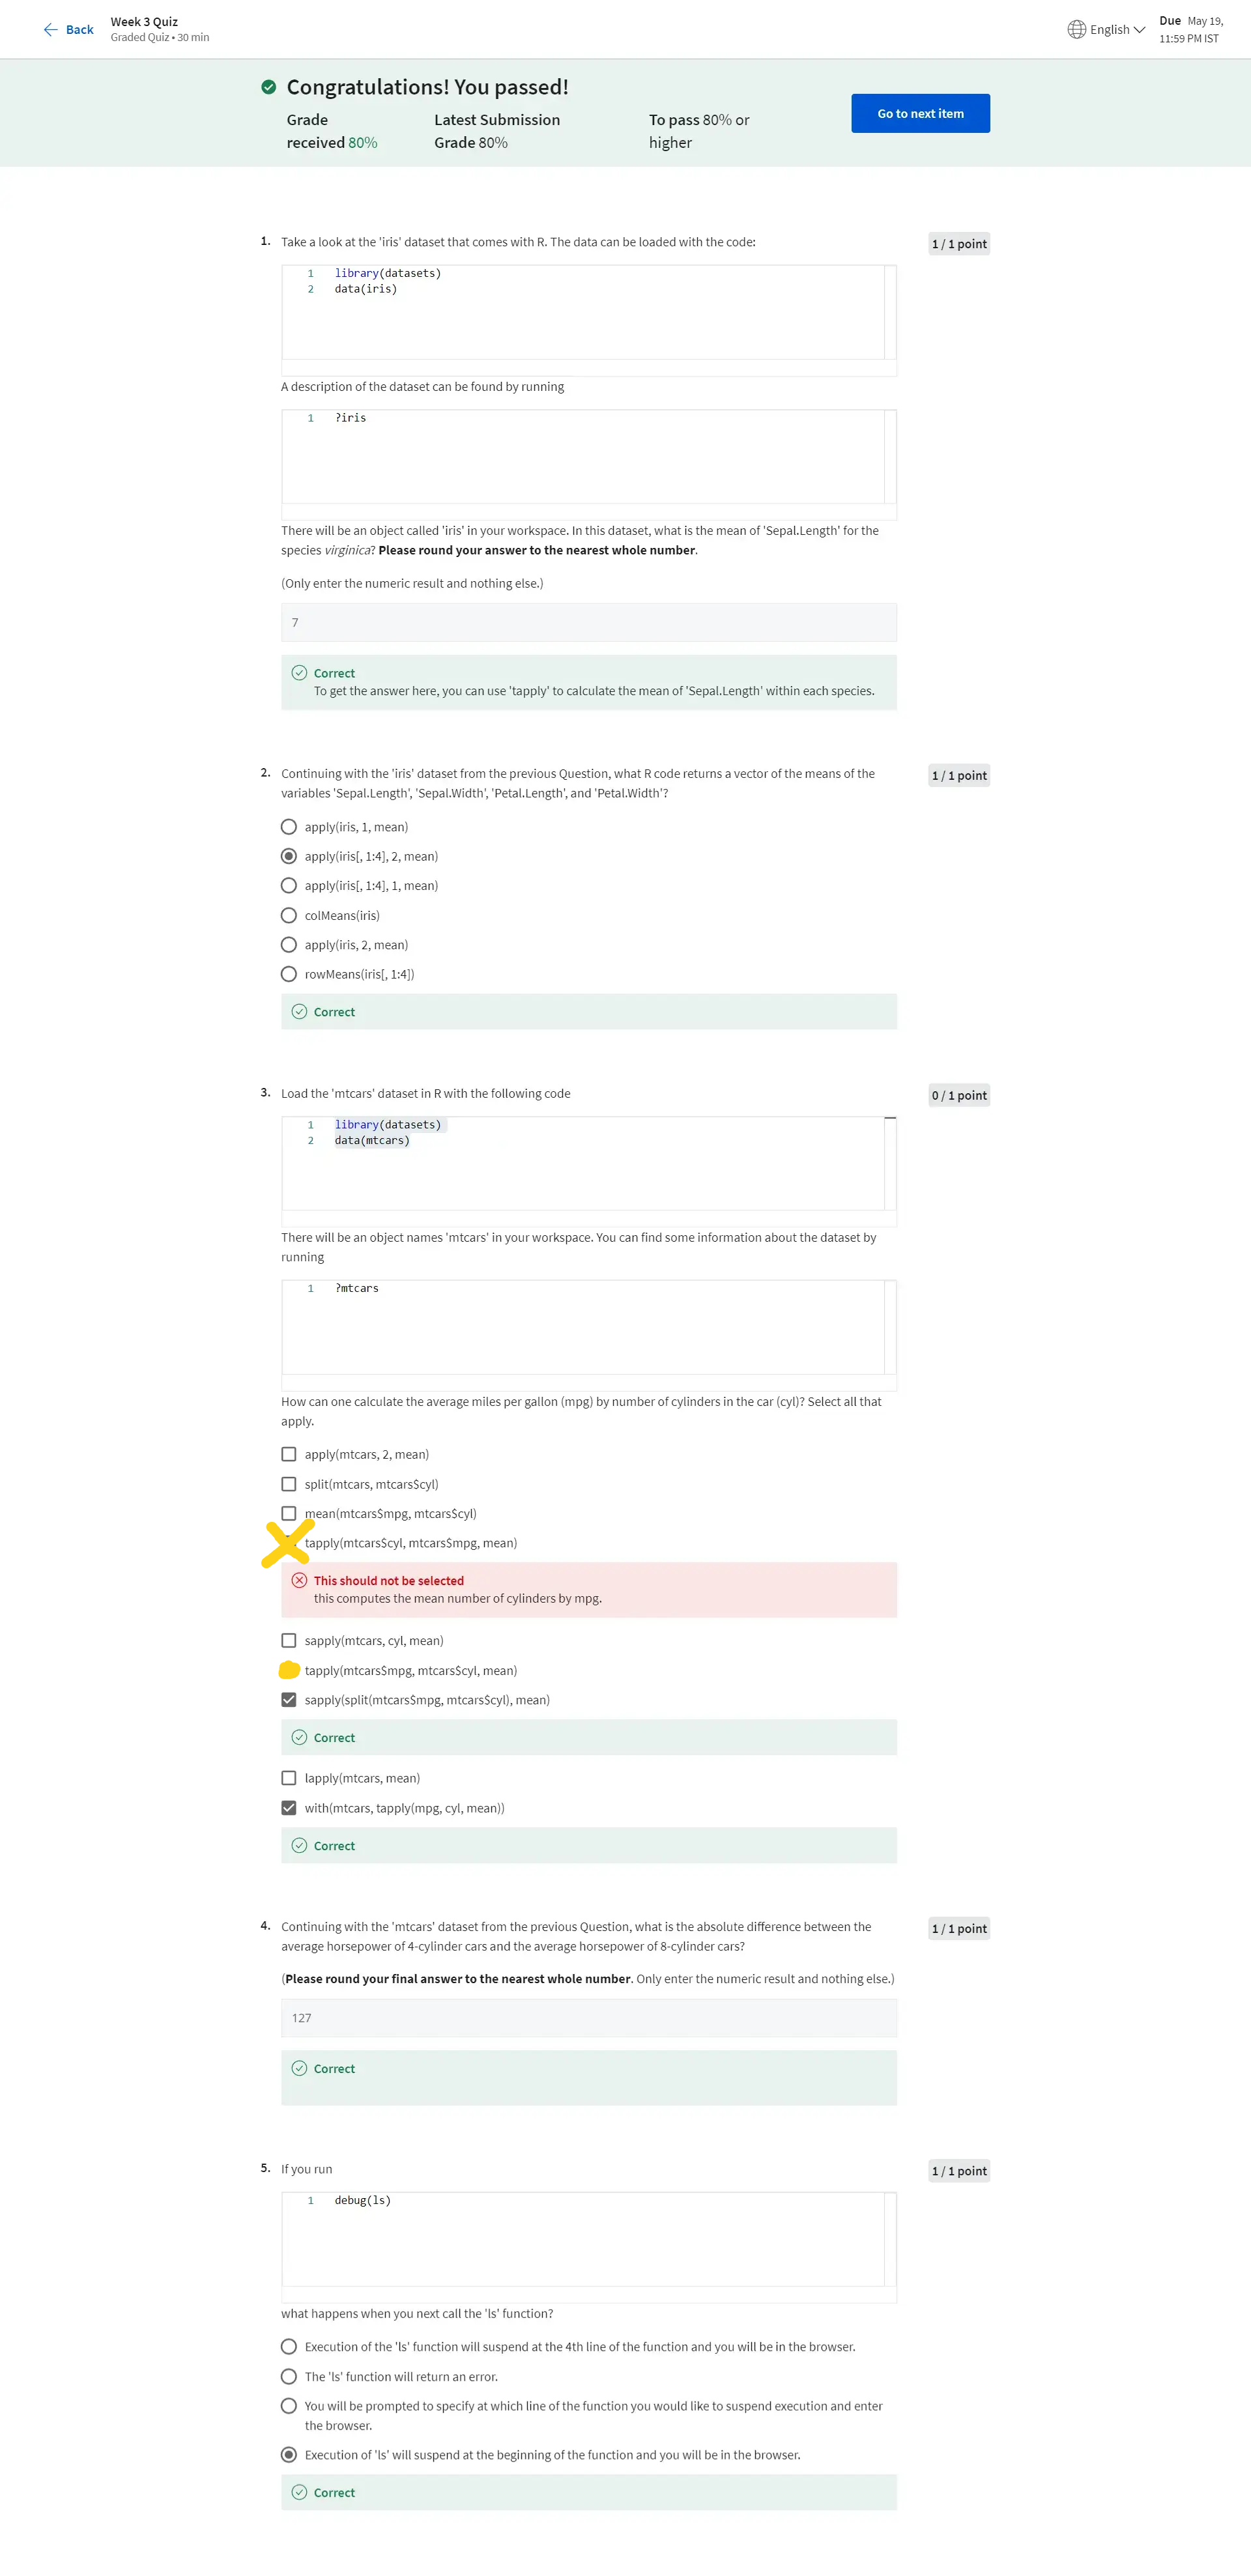 Back
Week 3 Quiz
Graded Quiz • 30 min
English
Due May 19,
11:59 PM IST
Congratulations! You passed!
Grade
received 80%
Latest Submission
Grade 80%
To pass 80% or
higher
Go to next item
1. Take a look at the 'iris' dataset that comes with R. The data can be loaded with the code:
1 / 1 point
1 library(datasets)
2 data(iris)
A description of the dataset can be found by running
1 ?iris
There will be an object called 'iris' in your workspace. In this dataset, what is the mean of 'Sepal.Length' for the
species virginica? Please round your answer to the nearest whole number.
(Only enter the numeric result and nothing else.)
7
Correct
To get the answer here, you can use 'tapply' to calculate the mean of 'Sepal.Length' within each species.
2. Continuing with the 'iris' dataset from the previous Question, what R code returns a vector of the means of the
variables 'Sepal.Length', 'Sepal.Width', 'Petal.Length', and 'Petal.Width'?
1 / 1 point
apply(iris, 1, mean)
apply(iris[, 1:4], 2, mean)
apply(iris[, 1:4], 1, mean)
colMeans(iris)
apply(iris, 2, mean)
rowMeans(iris[, 1:4])
Correct
3. Load the 'mtcars' dataset in R with the following code
0 / 1 point
1 library(datasets)
2 data(mtcars)
There will be an object names 'mtcars' in your workspace. You can find some information about the dataset by
running
1 ?mtcars
How can one calculate the average miles per gallon (mpg) by number of cylinders in the car (cyl)? Select all that
apply.
apply(mtcars, 2, mean)
split(mtcars, mtcars$cyl)
mean(mtcars$mpg, mtcars$cyl)
tapply(mtcars$cyl, mtcars$mpg, mean)
This should not be selected
this computes the mean number of cylinders by mpg.
sapply(mtcars, cyl, mean)
tapply(mtcars$mpg, mtcars$cyl, mean)
sapply(split(mtcars$mpg, mtcars$cyl), mean)
Correct
lapply(mtcars, mean)
with(mtcars, tapply(mpg, cyl, mean))
Correct
4. Continuing with the 'mtcars' dataset from the previous Question, what is the absolute difference between the
average horsepower of 4-cylinder cars and the average horsepower of 8-cylinder cars?
1 / 1 point
(Please round your final answer to the nearest whole number. Only enter the numeric result and nothing else.)
127
Correct
5. If you run
1 / 1 point
1 debug(ls)
what happens when you next call the 'ls' function?
Execution of the 'ls' function will suspend at the 4th line of the function and you will be in the browser.
The 'ls' function will return an error.
You will be prompted to specify at which line of the function you would like to suspend execution and enter
the browser.
Execution of 'ls' will suspend at the beginning of the function and you will be in the browser.
Correct